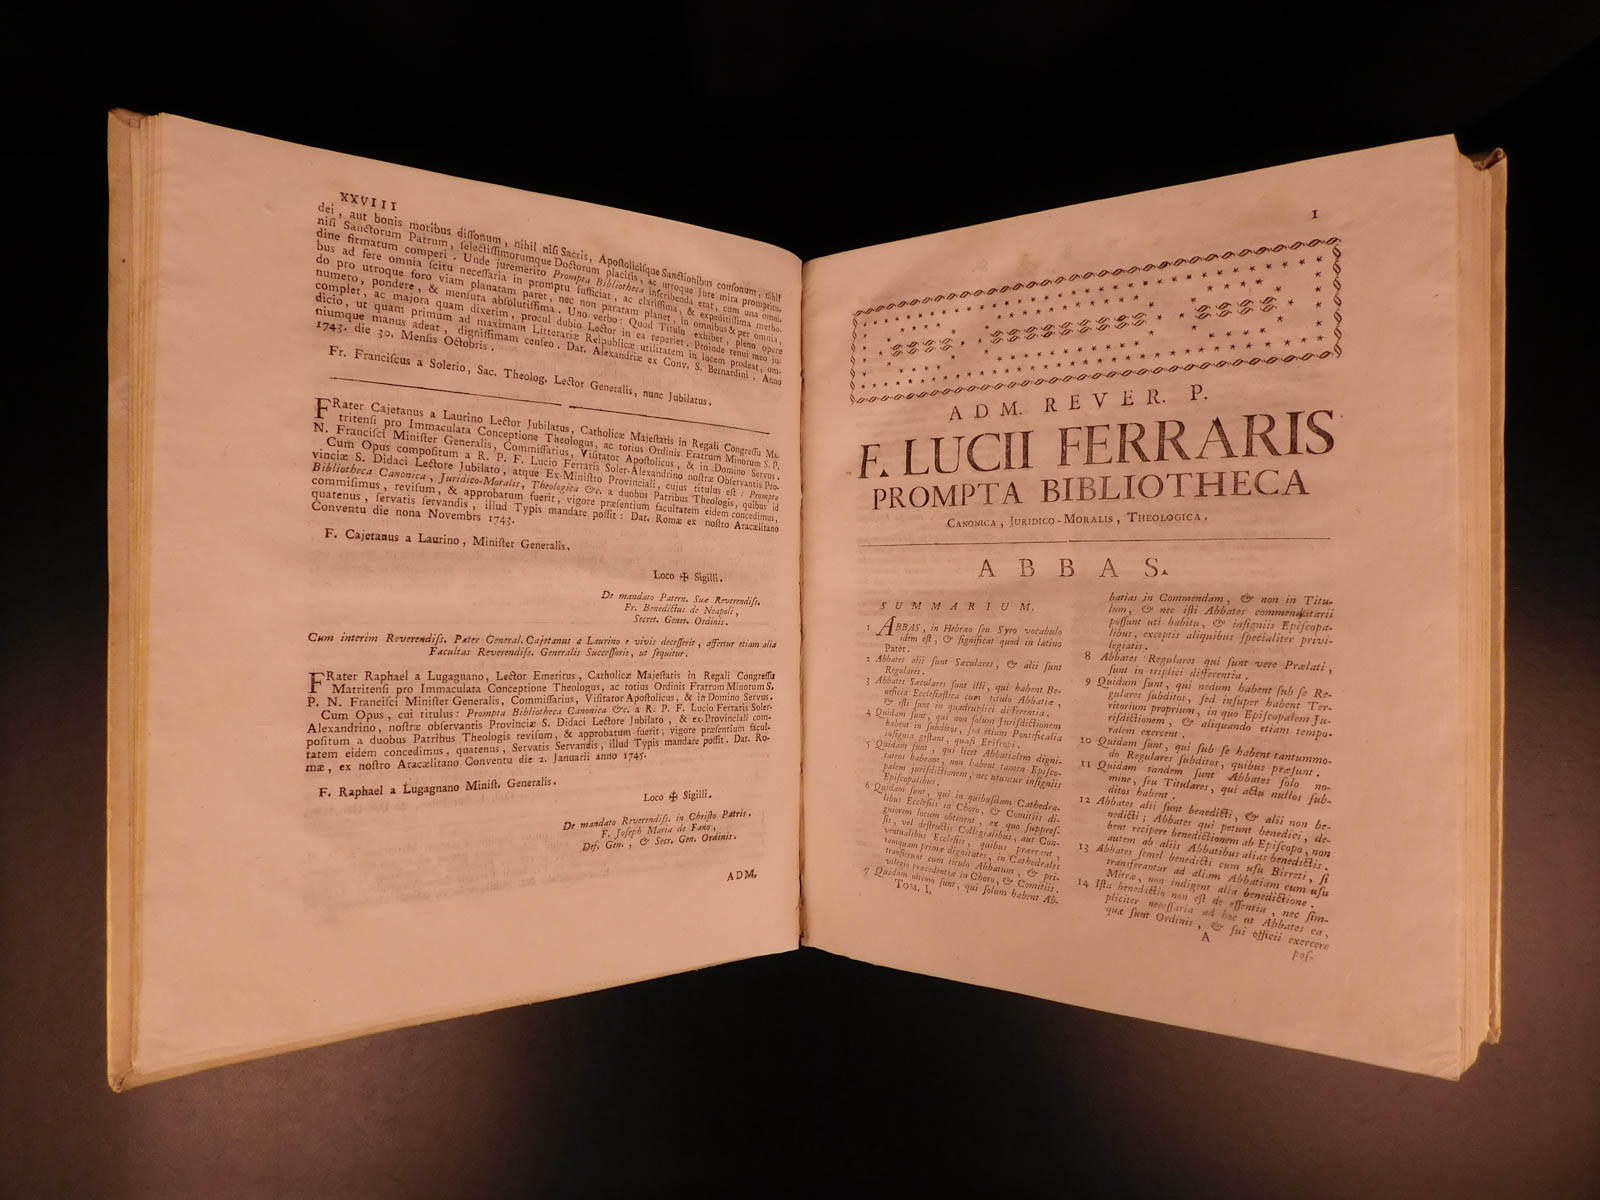 XXVIII
dei, aut bonis moribus dissonum, nihil nisi Sacris, Apostolicisque Sanctionibus consonum, nihil
nisi Sanctorum Patrum, selectissimorumque Doctorum placitis, ac utroque Jure mira promptitu-
dine firmatum comperi. Unde juremerito Prompta Bibliotheca inscribenda erat, cum una omni-
bus ad fere omnia scitu necessaria in promptu sufficiat, ac clarissima, & expeditissima metho-
do pro utroque foro viam planatam paret, nec non paratam planet, in omnibus & per omnia,
numero, pondere, & mensura absolutissima. Uno verbo: Quod Titulo exhibet, pleno opere
complet, ac majora quam dixerim, procul dubio Lector in ea reperiet. Proinde tenui meo ju-
dicio, ut quam primum ad maximam Litterariæ Reipublicæ utilitatem in lucem prodeat, om-
niumque manus adeat, dignissimam censeo. Dat. Alexandriæ ex Conv. S. Bernardini. Anno
1743. die 30. Mensis Octobris.
Fr. Franciscus a Solerio, Sac. Theolog. Lector Generalis, nunc Jubilatus.
FRater Cajetanus a Laurino Lector Jubilatus, Catholicæ Majestatis in Regali Congressu Ma-
tritensi pro Immaculata Conceptione Theologus, ac totius Ordinis Fratrum Minorum S. P.
N. Francisci Minister Generalis, Commissarius, Visitator Apostolicus, & in Domino Servus.
Cum Opus compositum a R. P. F. Lucio Ferraris Soler-Alexandrino nostræ Observantis Pro-
vinciæ S. Didaci Lectore Jubilato, atque Ex-Ministro Provinciali, cujus titulus est: Prompta
Bibliotheca Canonica, Juridico-Moralis, Theologica &c. a duobus Patribus Theologis, quibus id
commisimus, revisum, & approbatum fuerit, vigore præsentium facultatem eidem concedimus,
quatenus, servatis servandis, illud Typis mandare possit: Dat. Romæ ex nostro Aracælitano
Conventu die nona Novembrs 1743.
F. Cajetanus a Laurino, Minister Generalis.
Loco ✠ Sigilli.
De mandato Patern. Suæ Reverendiss.
Fr. Benedictus de Neapoli,
Secret. Gener. Ordinis.
Cum interim Reverendiss. Pater General. Cajetanus a Laurino e vivis decesserit, affertur etiam alia
Facultas Reverendiss. Generalis Successoris, ut sequitur.
FRater Raphael a Lugagnano, Lector Emeritus, Catholicæ Majestatis in Regali Congressu
Matritensi pro Immaculata Conceptione Theologus, ac totius Ordinis Fratrum Minorum S.
P. N. Francisci Minister Generalis, Commissarius, Visitator Apostolicus, & in Domino Servus.
Cum Opus, cui titulus: Prompta Bibliotheca Canonica &c. a R. P. F. Lucio Ferraris Soler-
Alexandrino, nostræ observantis Provinciæ S. Didaci Lectore Jubilato, & ex-Provinciali com-
positum a duobus Patribus Theologis revisum, & approbatum fuerit; vigore præsentium facul-
tatem eidem concedimus, quatenus, Servatis Servandis, illud Typis mandare possit. Dat. Ro-
mæ, ex nostro Aracælitano Conventu die 2. Januarii anno 1745.
F. Raphael a Lugagnano Minist. Generalis.
Loco ✠ Sigilli.
De mandato Reverendiss. in Christo Patris.
F. Joseph Maria de Fano,
Def. Gen., & Secr. Gen. Ordinis.
ADM.
1
ADM. REVER. P.
F. LUCII FERRARIS
PROMPTA BIBLIOTHECA
CANONICA, JURIDICO-MORALIS, THEOLOGICA.
ABBAS.
SUMMARIUM.
1 ABBAS, in Hebræo seu Syro vocabulo
idem est, & significat quod in latino
Pater.
2 Abbates alii sunt Sæculares, & alii sunt
Regulares.
3 Abbates Sæculares sunt illi, qui habent Be-
neficia Ecclesiastica cum titulo Abbatiæ,
& isti sunt in quadruplici differentia.
4 Quidam sunt, qui non solum Jurisdictionem
habent in subditos, sed etiam Pontificalia
insignia gestant, quasi Episcopi.
5 Quidam sunt, qui licet Abbatialem digni-
tatem habeant, non habent tamen Episco-
palem jurisdictionem, nec utuntur insigniis
Episcopalibus.
6 Quidam sunt, qui in quibusdam Cathedra-
libus Ecclesiis in Choro, & Comitiis di-
gniorem locum obtinent, ex quo suppres-
sis, vel destructis Collegialibus, aut Con-
ventualibus Ecclesiis, quibus præerant,
tamquam primæ dignitates, in Cathedrales
transierunt cum titulo Abbatum, & pri-
vilegio præcedentiæ in Choro, & Comitiis.
7 Quidam ultimo sunt, qui solum habent Ab-
Tom. I.
batias in Commendam, & non in Titu-
lum, & nec isti Abbates commendatarii
possunt uti habitu, & insigniis Episcopa-
libus, exceptis aliquibus specialiter privi-
legiatis.
8 Abbates Regulares qui sunt vere Prælati,
sunt in triplici differentia.
9 Quidam sunt, qui nedum habent sub se Re-
gulares subditos, sed insuper habent Ter-
ritorium proprium, in quo Episcopalem Ju-
risdictionem, & aliquando etiam tempo-
ralem exercent.
10 Quidam sunt, qui sub se habent tantummo-
do Regulares subditos, quibus præsunt.
11 Quidam tandem sunt Abbates solo no-
mine, seu Titulares, qui actu nullos sub-
ditos habent.
12 Abbates alii sunt benedicti, & alii non be-
nedicti; Abbates qui petunt benedici, de-
bent recipere benedictionem ab Episcopo, non
autem ab aliis Abbatibus alias benedictis.
13 Abbates semel benedicti cum usu Birreti, si
transferantur ad aliam Abbatiam cum usu
Mitræ, non indigent alia benedictione.
14 Ista benedictio non est de essentia, nec sim-
pliciter necessaria ad hoc ut Abbates ea,
quæ sunt Ordinis, & sui officii exercere
A
pos-